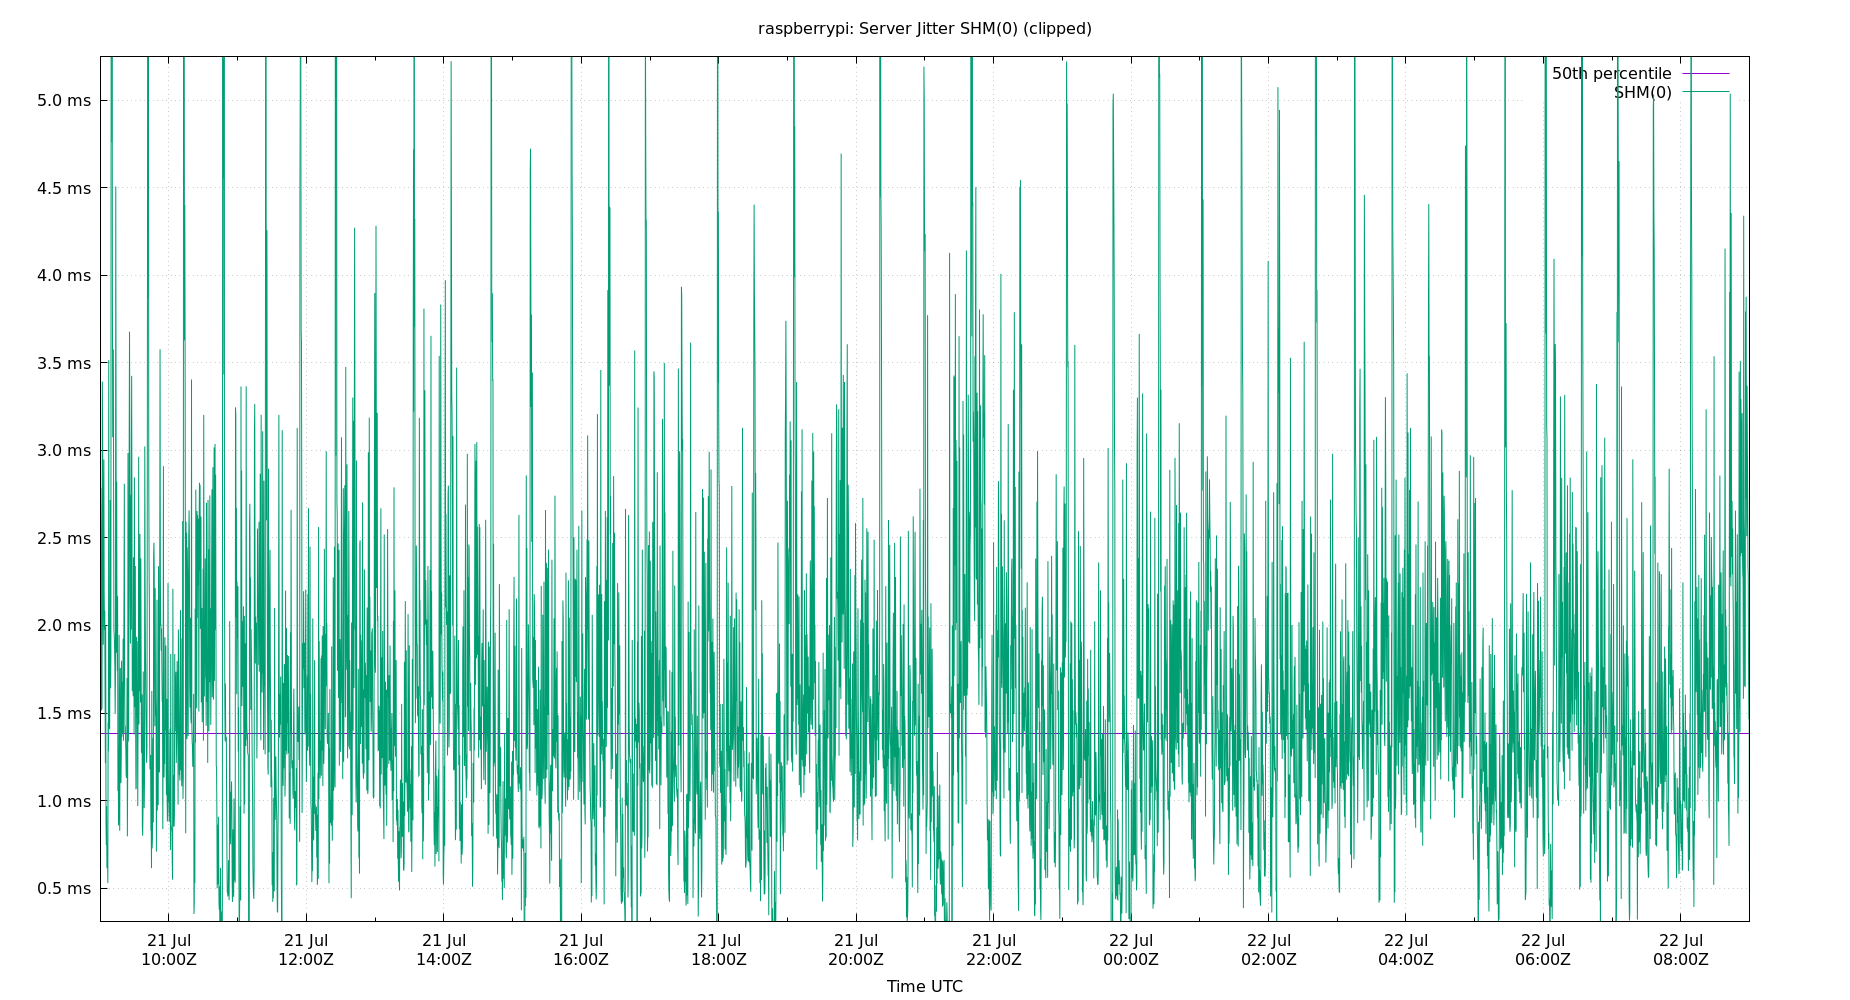 raspberrypi: Server Jitter SHM(0) (clipped)
50th percentile
SHM(0)
5.0 ms
4.5 ms
4.0 ms
3.5 ms
3.0 ms
2.5 ms
2.0 ms
1.5 ms
1.0 ms
0.5 ms
21 Jul 21 Jul 21 Jul 21 Jul 21 Jul 21 Jul 21 Jul 22 Jul 22 Jul 22 Jul 22 Jul 22 Jul
10:00Z 12:00Z 14:00Z 16:00Z 18:00Z 20:00Z 22:00Z 00:00Z 02:00Z 04:00Z 06:00Z 08:00Z
Time UTC